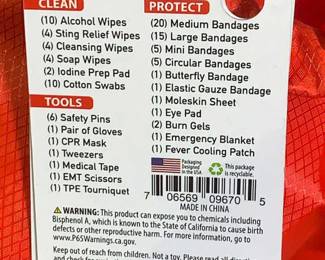 CLEAN
(10) Alcohol Wipes
(4) Sting Relief Wipes
(4) Cleansing Wipes
(4) Soap Wipes
(2) Iodine Prep Pad
(10) Cotton Swabs
TOOLS
(6) Safety Pins
(1) Pair of Gloves
(1) CPR Mask
(1) Tweezers
(1) Medical Tape
(1) EMT Scissors
(1) TPE Tourniquet
PROTECT
(20) Medium Bandages
(15) Large Bandages
(5) Mini Bandages
(5) Circular Bandages
(1) Butterfly Bandage
(1) Elastic Gauze Bandage
(1) Moleskin Sheet
(1) Eye Pad
(2) Burn Gels
(1) Emergency Blanket
(1) Fever Cooling Patch
Packaging
Designed
in the USA
This package
is recyclable.
7 06569 09670 5
MADE IN CHINA
WARNING: This product can expose you to chemicals including
Bisphenol A, which is known to the State of California to cause birth
defects or other reproductive harm. For more information, go to
www.P65Warnings.ca.gov.
Keep out of reach from children. Not a toy. Please read all